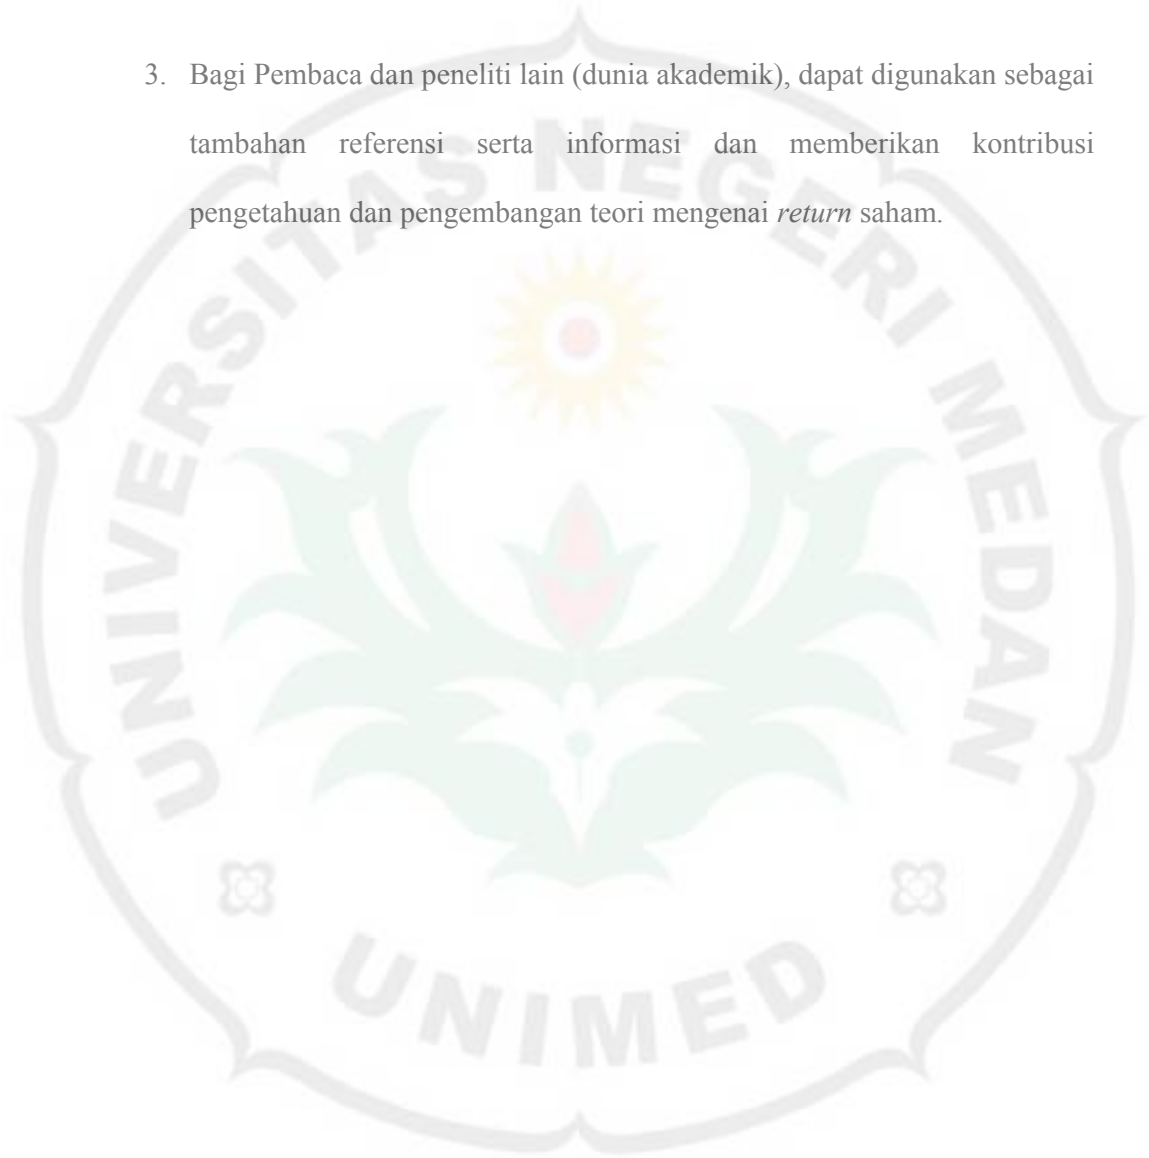 3. Bagi Pembaca dan peneliti lain (dunia akademik), dapat digunakan sebagai
tambahan referensi serta informasi dan memberikan kontribusi
pengetahuan dan pengembangan teori mengenai return saham.
UNIVERSITAS NEGERI MEDAN
UNIMED